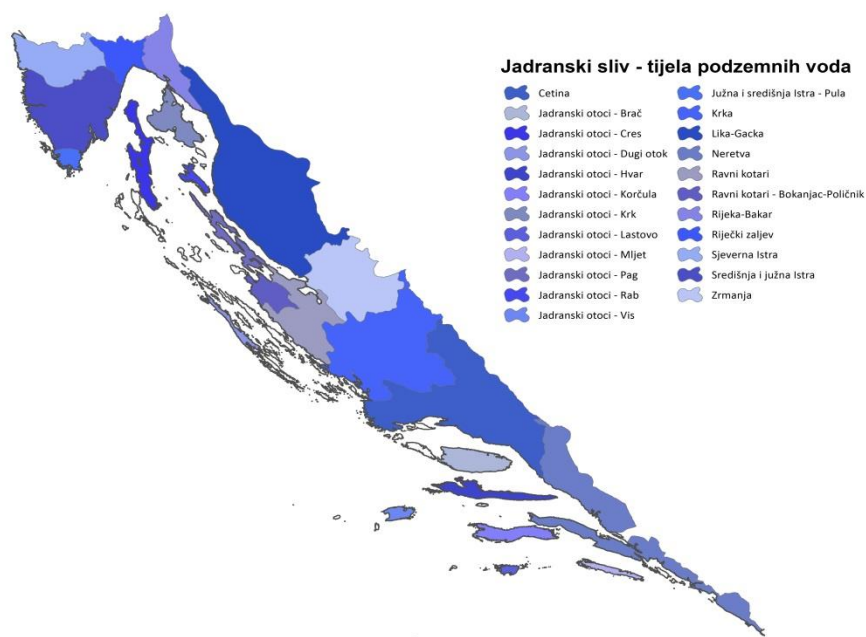 Jadranski sliv - tijela podzemnih voda
Cetina
Jadranski otoci - Brač
Jadranski otoci - Cres
Jadranski otoci - Dugi otok
Jadranski otoci - Hvar
Jadranski otoci - Korčula
Jadranski otoci - Krk
Jadranski otoci - Lastovo
Jadranski otoci - Mljet
Jadranski otoci - Pag
Jadranski otoci - Rab
Jadranski otoci - Vis
Južna i središnja Istra - Pula
Krka
Lika-Gacka
Neretva
Ravni kotari
Ravni kotari - Bokanjac-Poličnik
Rijeka-Bakar
Riječki zaljev
Sjeverna Istra
Središnja i južna Istra
Zrmanja